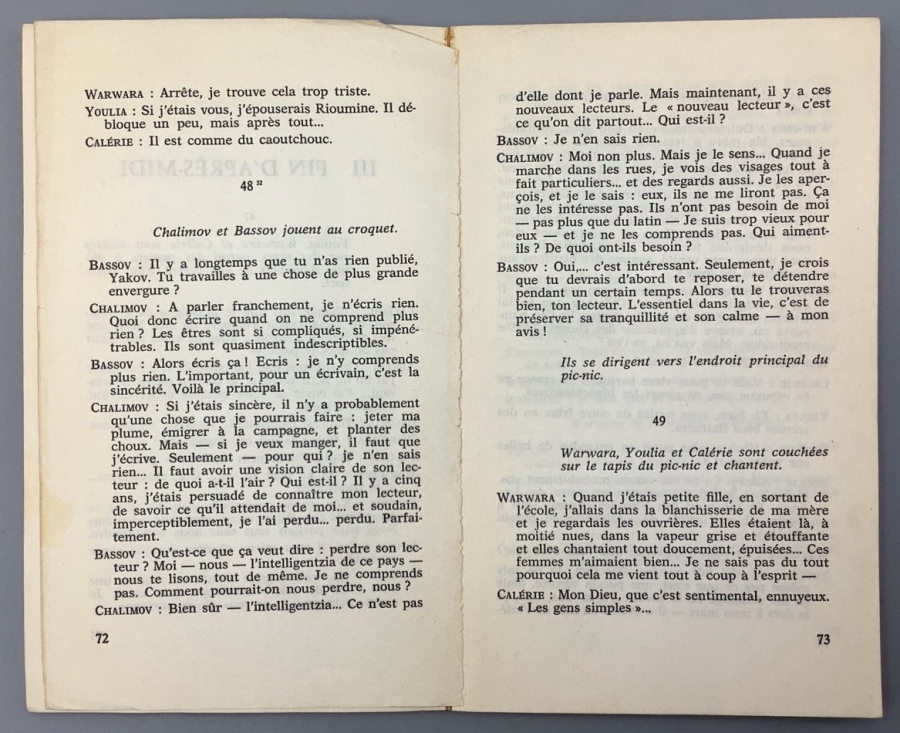 WARWARA : Arrête, je trouve cela trop triste.
YOULIA : Si j'étais vous, j'épouserais Rioumine. Il dé-
bloque un peu, mais après tout...
CALÉRIE : Il est comme du caoutchouc.
48 32
Chalimov et Bassov jouent au croquet.
BASSOV : Il y a longtemps que tu n'as rien publié,
Yakov. Tu travailles à une chose de plus grande
envergure ?
CHALIMOV : A parler franchement, je n'écris rien.
Quoi donc écrire quand on ne comprend plus
rien ? Les êtres sont si compliqués, si impéné-
trables. Ils sont quasiment indescriptibles.
BASSOV : Alors écris ça ! Ecris : je n'y comprends
plus rien. L'important, pour un écrivain, c'est la
sincérité. Voilà le principal.
CHALIMOV : Si j'étais sincère, il n'y a probablement
qu'une chose que je pourrais faire : jeter ma
plume, émigrer à la campagne, et planter des
choux. Mais — si je veux manger, il faut que
j'écrive. Seulement — pour qui ? je n'en sais
rien... Il faut avoir une vision claire de son lec-
teur : de quoi a-t-il l'air ? Qui est-il ? Il y a cinq
ans, j'étais persuadé de connaître mon lecteur,
de savoir ce qu'il attendait de moi... et soudain,
imperceptiblement, je l'ai perdu... perdu. Parfai-
tement.
BASSOV : Qu'est-ce que ça veut dire : perdre son lec-
teur ? Moi — nous — l'intelligentzia de ce pays —
nous te lisons, tout de même. Je ne comprends
pas. Comment pourrait-on nous perdre, nous ?
CHALIMOV : Bien sûr — l'intelligentzia... Ce n'est pas
72
d'elle dont je parle. Mais maintenant, il y a ces
nouveaux lecteurs. Le « nouveau lecteur », c'est
ce qu'on dit partout... Qui est-il ?
BASSOV : Je n'en sais rien.
CHALIMOV : Moi non plus. Mais je le sens... Quand je
marche dans les rues, je vois des visages tout à
fait particuliers... et des regards aussi. Je les aper-
çois, et je le sais : eux, ils ne me liront pas. Ça
ne les intéresse pas. Ils n'ont pas besoin de moi
— pas plus que du latin — Je suis trop vieux pour
eux — et je ne les comprends pas. Qui aiment-
ils ? De quoi ont-ils besoin ?
BASSOV : Oui,... c'est intéressant. Seulement, je crois
que tu devrais d'abord te reposer, te détendre
pendant un certain temps. Alors tu le trouveras
bien, ton lecteur. L'essentiel dans la vie, c'est de
préserver sa tranquillité et son calme — à mon
avis !
Ils se dirigent vers l'endroit principal du
pic-nic.
49
Warwara, Youlia et Calérie sont couchées
sur le tapis du pic-nic et chantent.
WARWARA : Quand j'étais petite fille, en sortant de
l'école, j'allais dans la blanchisserie de ma mère
et je regardais les ouvrières. Elles étaient là, à
moitié nues, dans la vapeur grise et étouffante
et elles chantaient tout doucement, épuisées... Ces
femmes m'aimaient bien... Je ne sais pas du tout
pourquoi cela me vient tout à coup à l'esprit —
CALÉRIE : Mon Dieu, que c'est sentimental, ennuyeux.
« Les gens simples »...
73